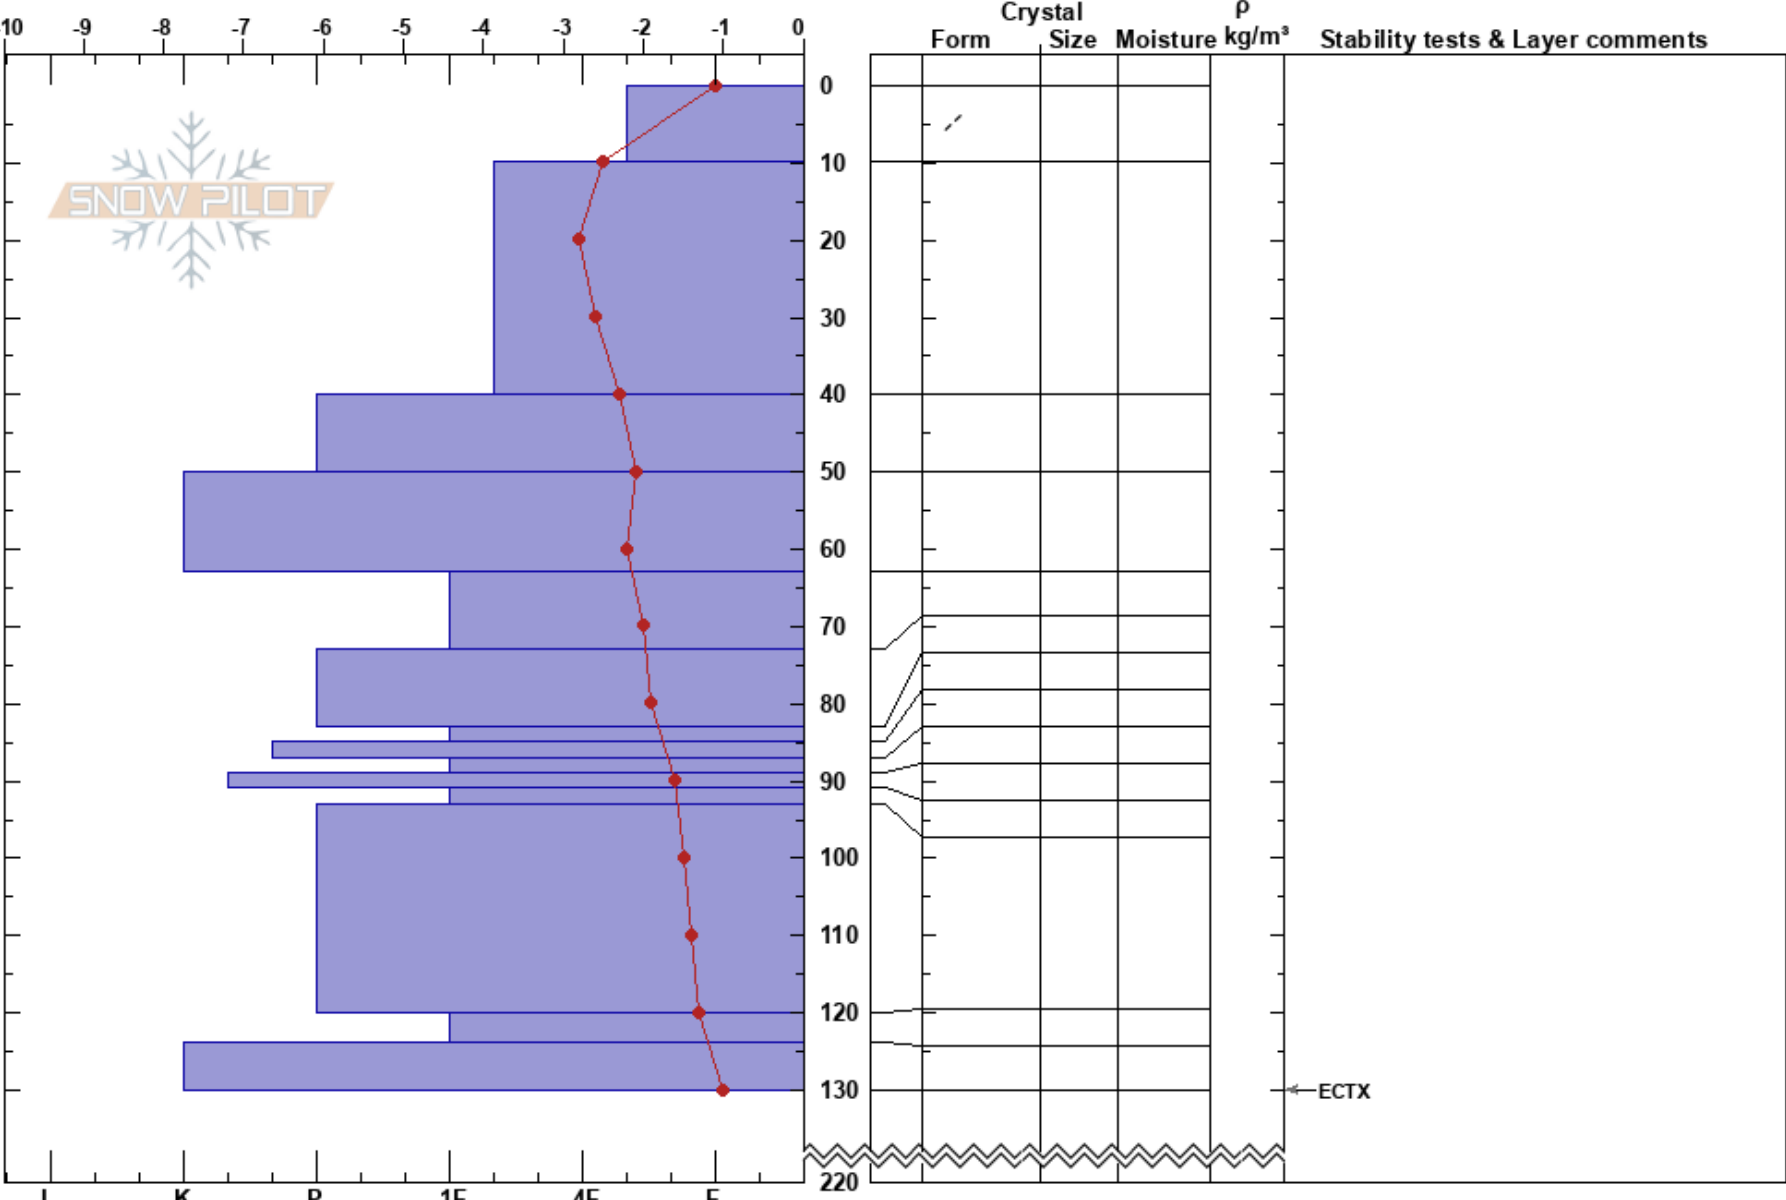 Crystal ρ
10 -9 -8 -7 -6 -5 -4 -3 -2 -1 0
Form Size Moisture kg/m³ Stability tests & Layer comments
0
10
SNOW PILOT
20
30
40
50
60
70
80
90
100
110
120
130 ECTX
220
I K P 1F 4F F